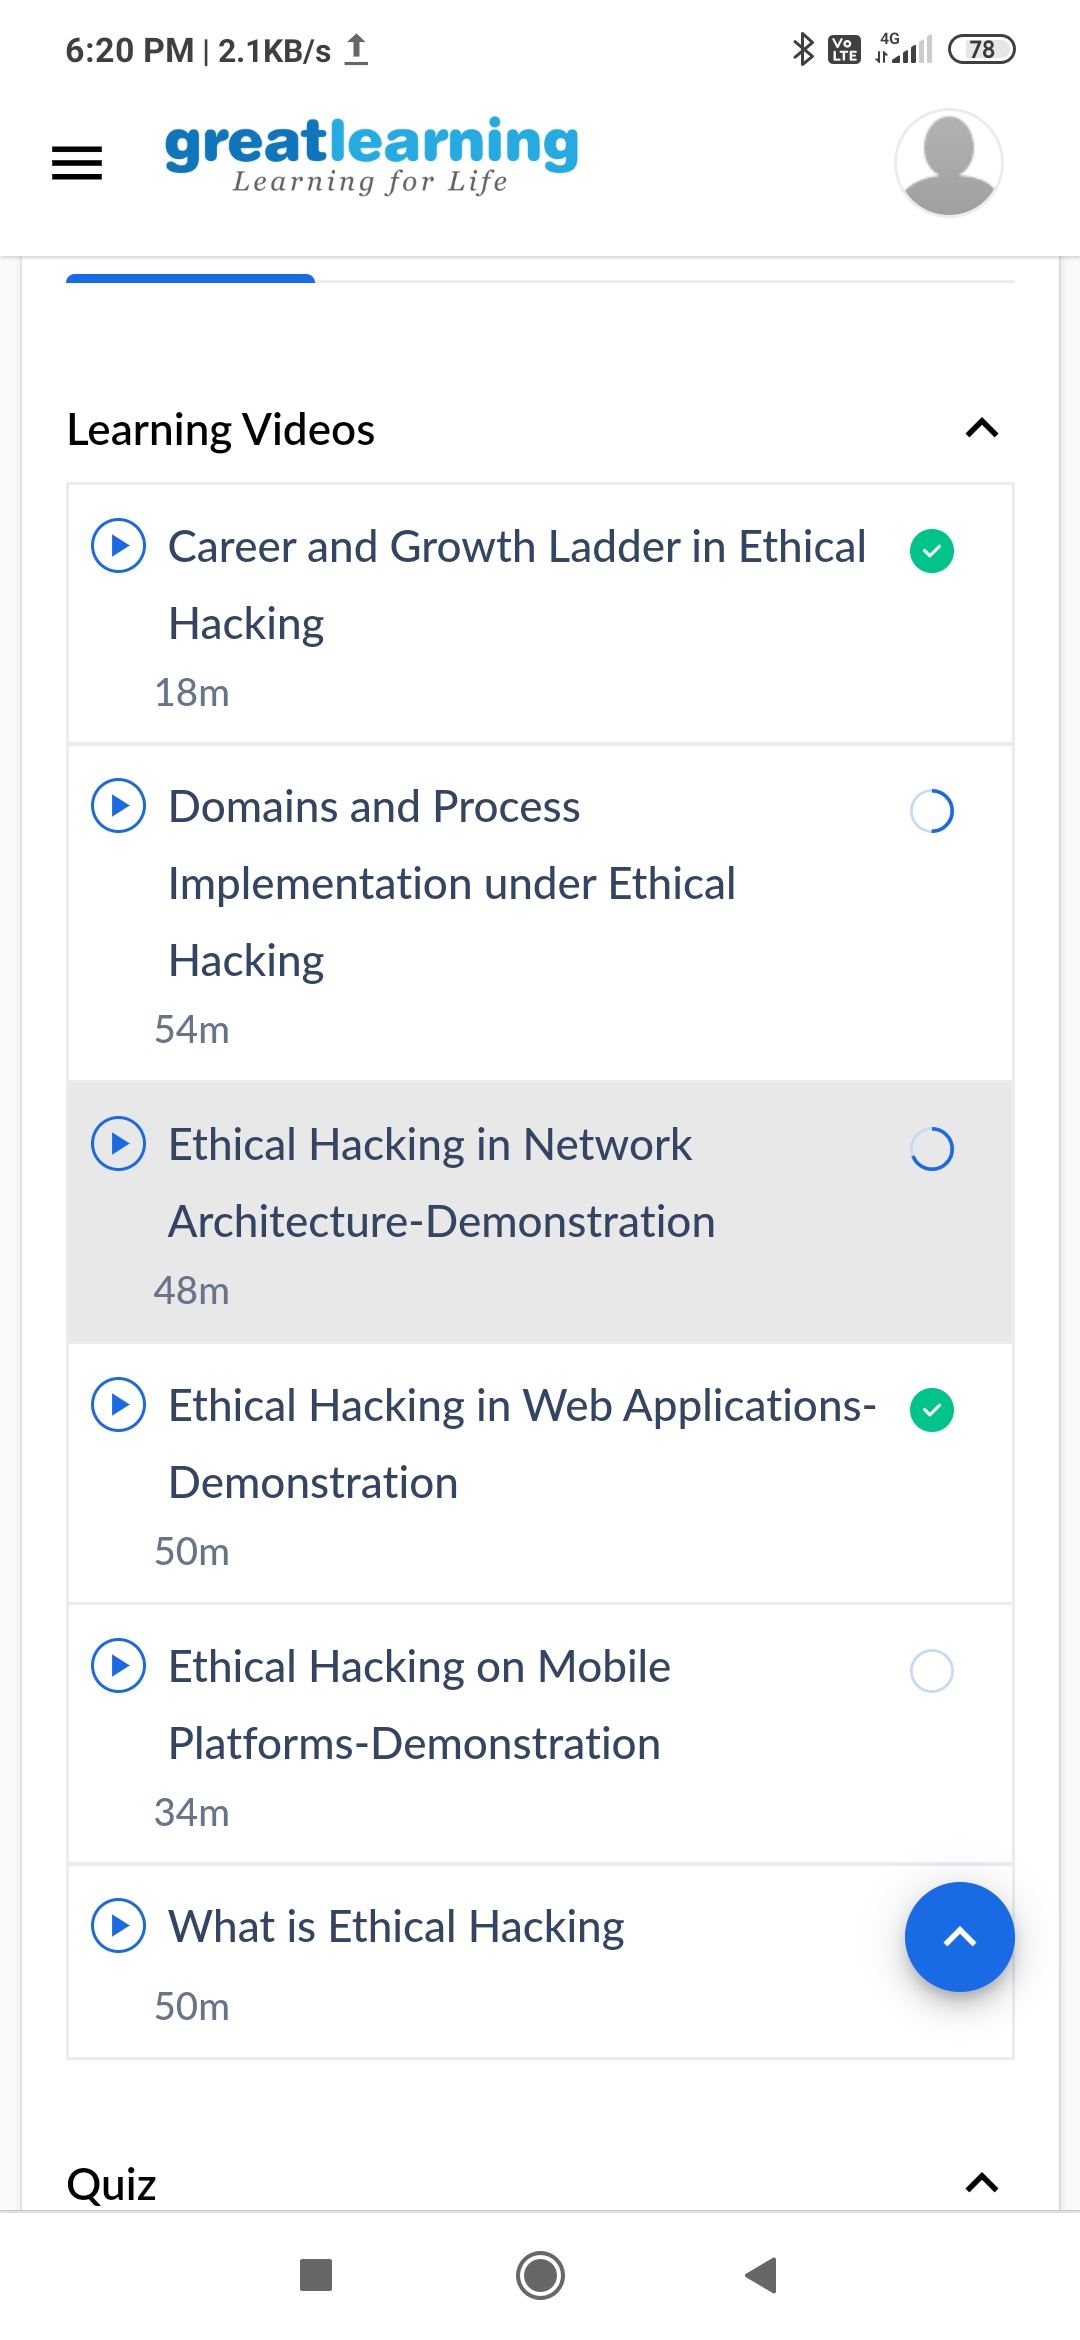 6:20 PM | 2.1KB/s
Vo LTE 4G 78
greatlearning
Learning for Life
Learning Videos
Career and Growth Ladder in Ethical
Hacking
18m
Domains and Process
Implementation under Ethical
Hacking
54m
Ethical Hacking in Network
Architecture-Demonstration
48m
Ethical Hacking in Web Applications-
Demonstration
50m
Ethical Hacking on Mobile
Platforms-Demonstration
34m
What is Ethical Hacking
50m
Quiz